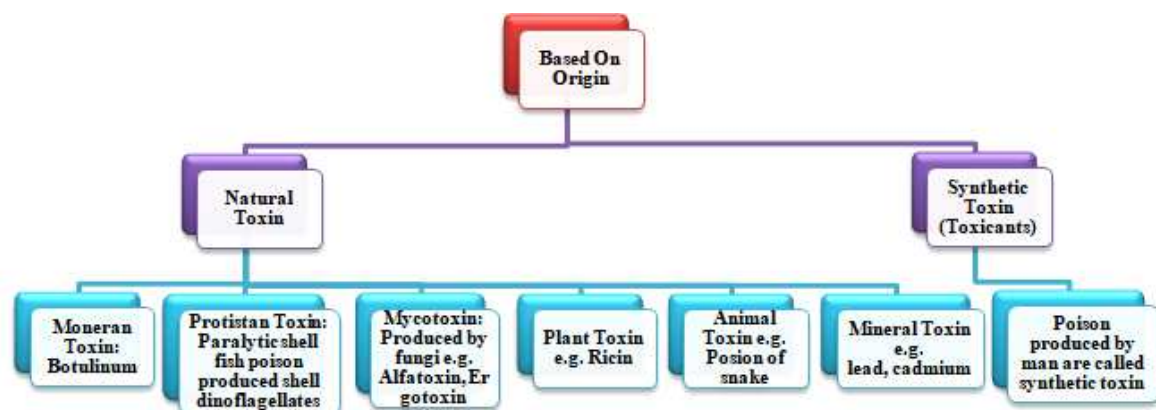 Based On
Origin
Natural
Toxin
Synthetic
Toxin
(Toxicants)
Moneran
Toxin:
Botulinum
Protistan Toxin:
Paralytic shell
fish poison
produced shell
dinoflagellates
Mycotoxin:
Produced by
fungi e.g.
Alfatoxin, Er
gotoxin
Plant Toxin
e.g. Ricin
Animal
Toxin e.g.
Posion of
snake
Mineral Toxin
e.g.
lead, cadmium
Poison
produced by
man are called
synthetic toxin